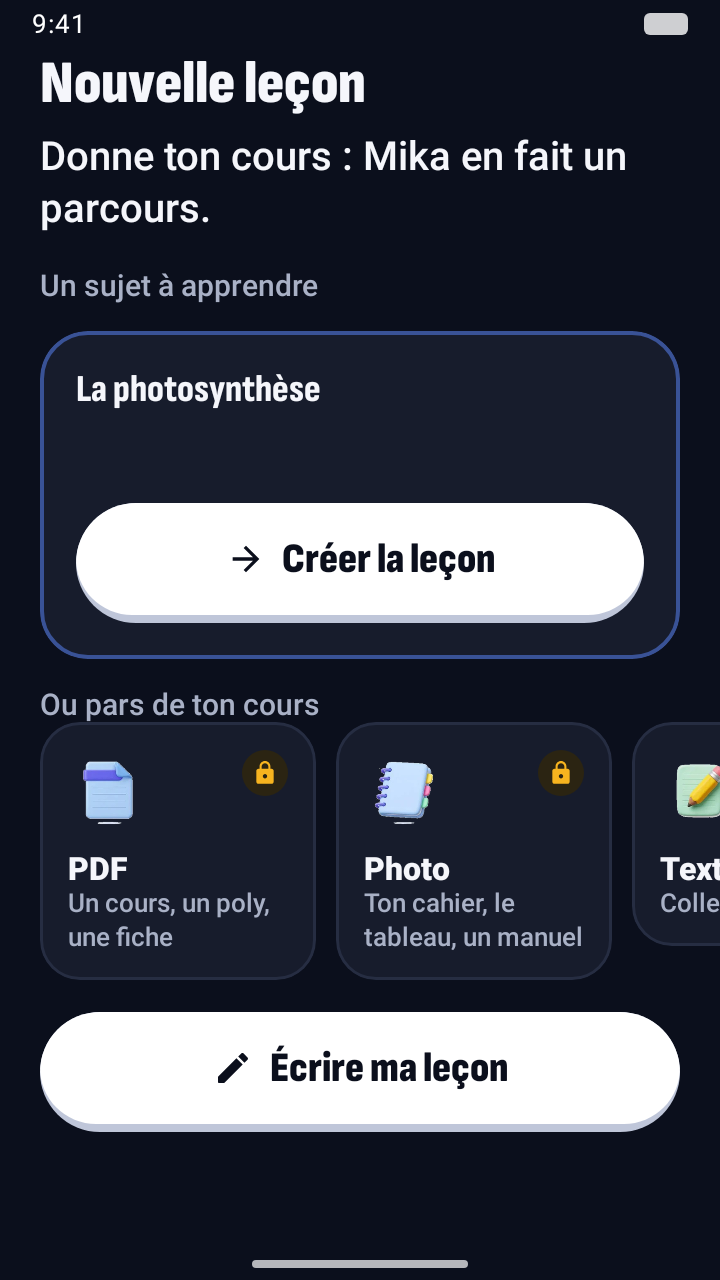 9:41
Nouvelle leçon
Donne ton cours : Mika en fait un
parcours.
Un sujet à apprendre
La photosynthèse
Créer la leçon
Ou pars de ton cours
PDF
Un cours, un poly,
une fiche
Photo
Ton cahier, le
tableau, un manuel
Text
Colle
Écrire ma leçon